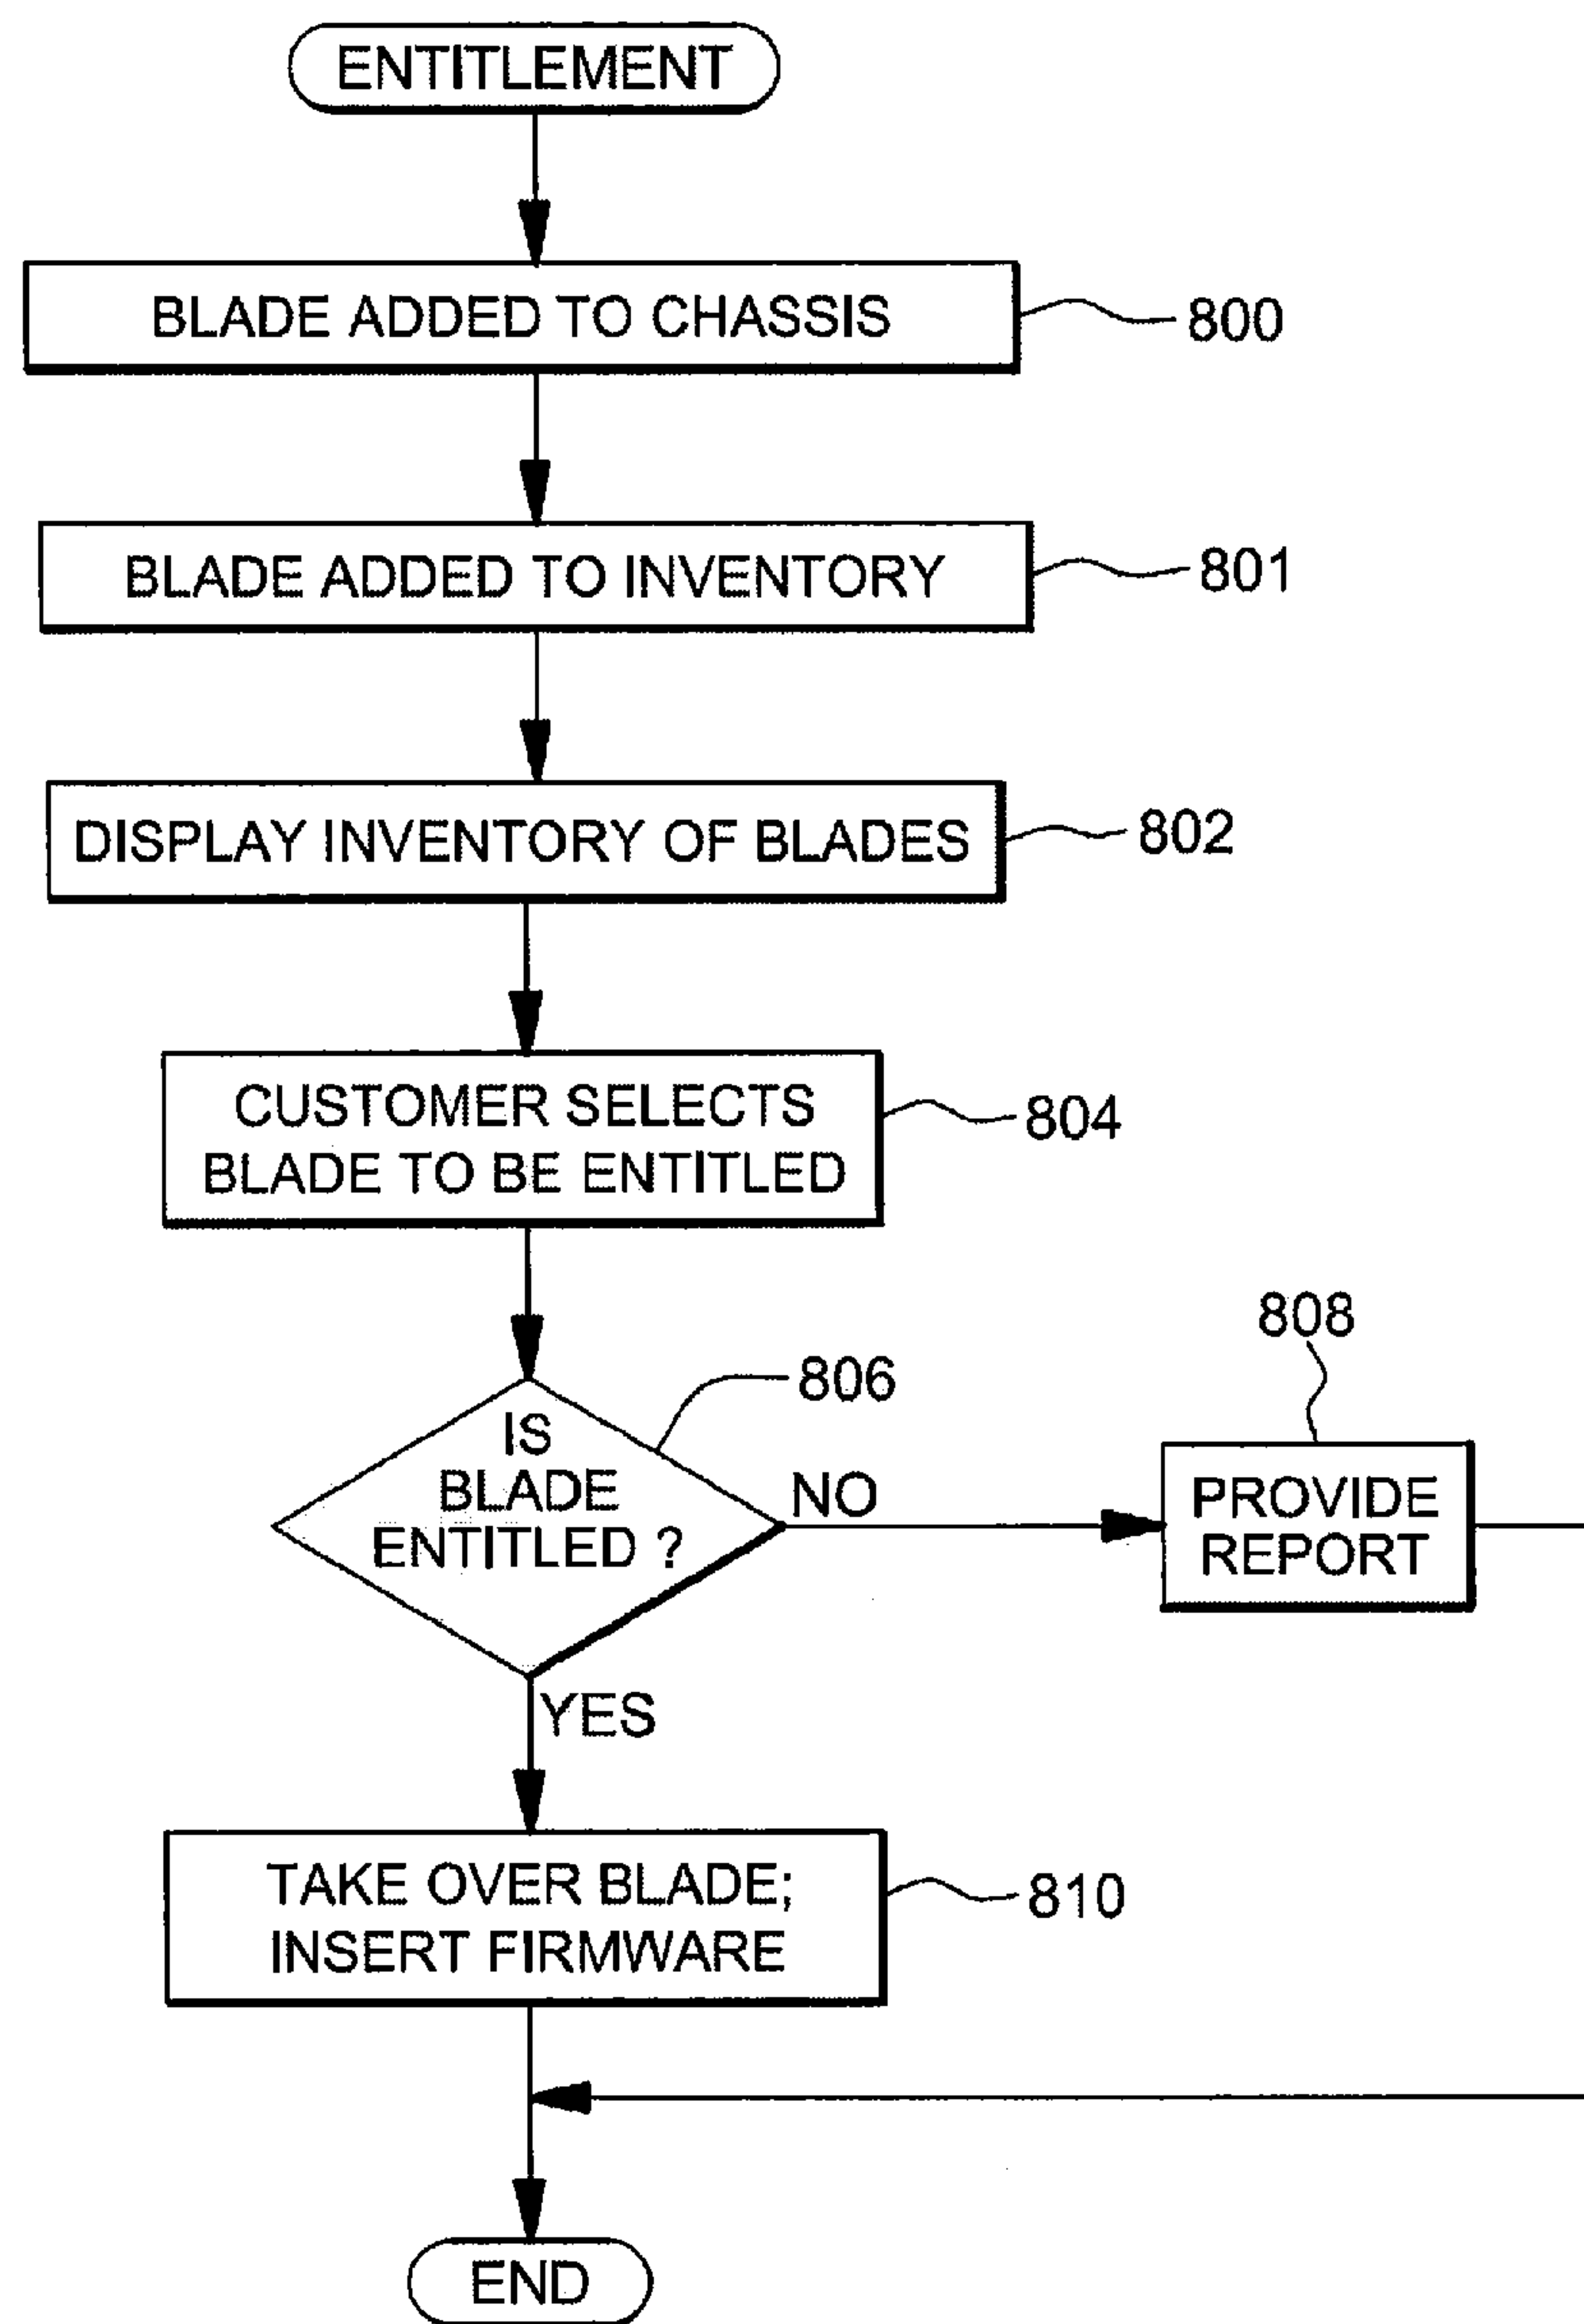 ENTITLEMENT
BLADE ADDED TO CHASSIS
800
BLADE ADDED TO INVENTORY
801
DISPLAY INVENTORY OF BLADES
802
CUSTOMER SELECTS
BLADE TO BE ENTITLED
804
806
808
IS
BLADE
ENTITLED ?
NO
PROVIDE
REPORT
YES
TAKE OVER BLADE;
INSERT FIRMWARE
810
END